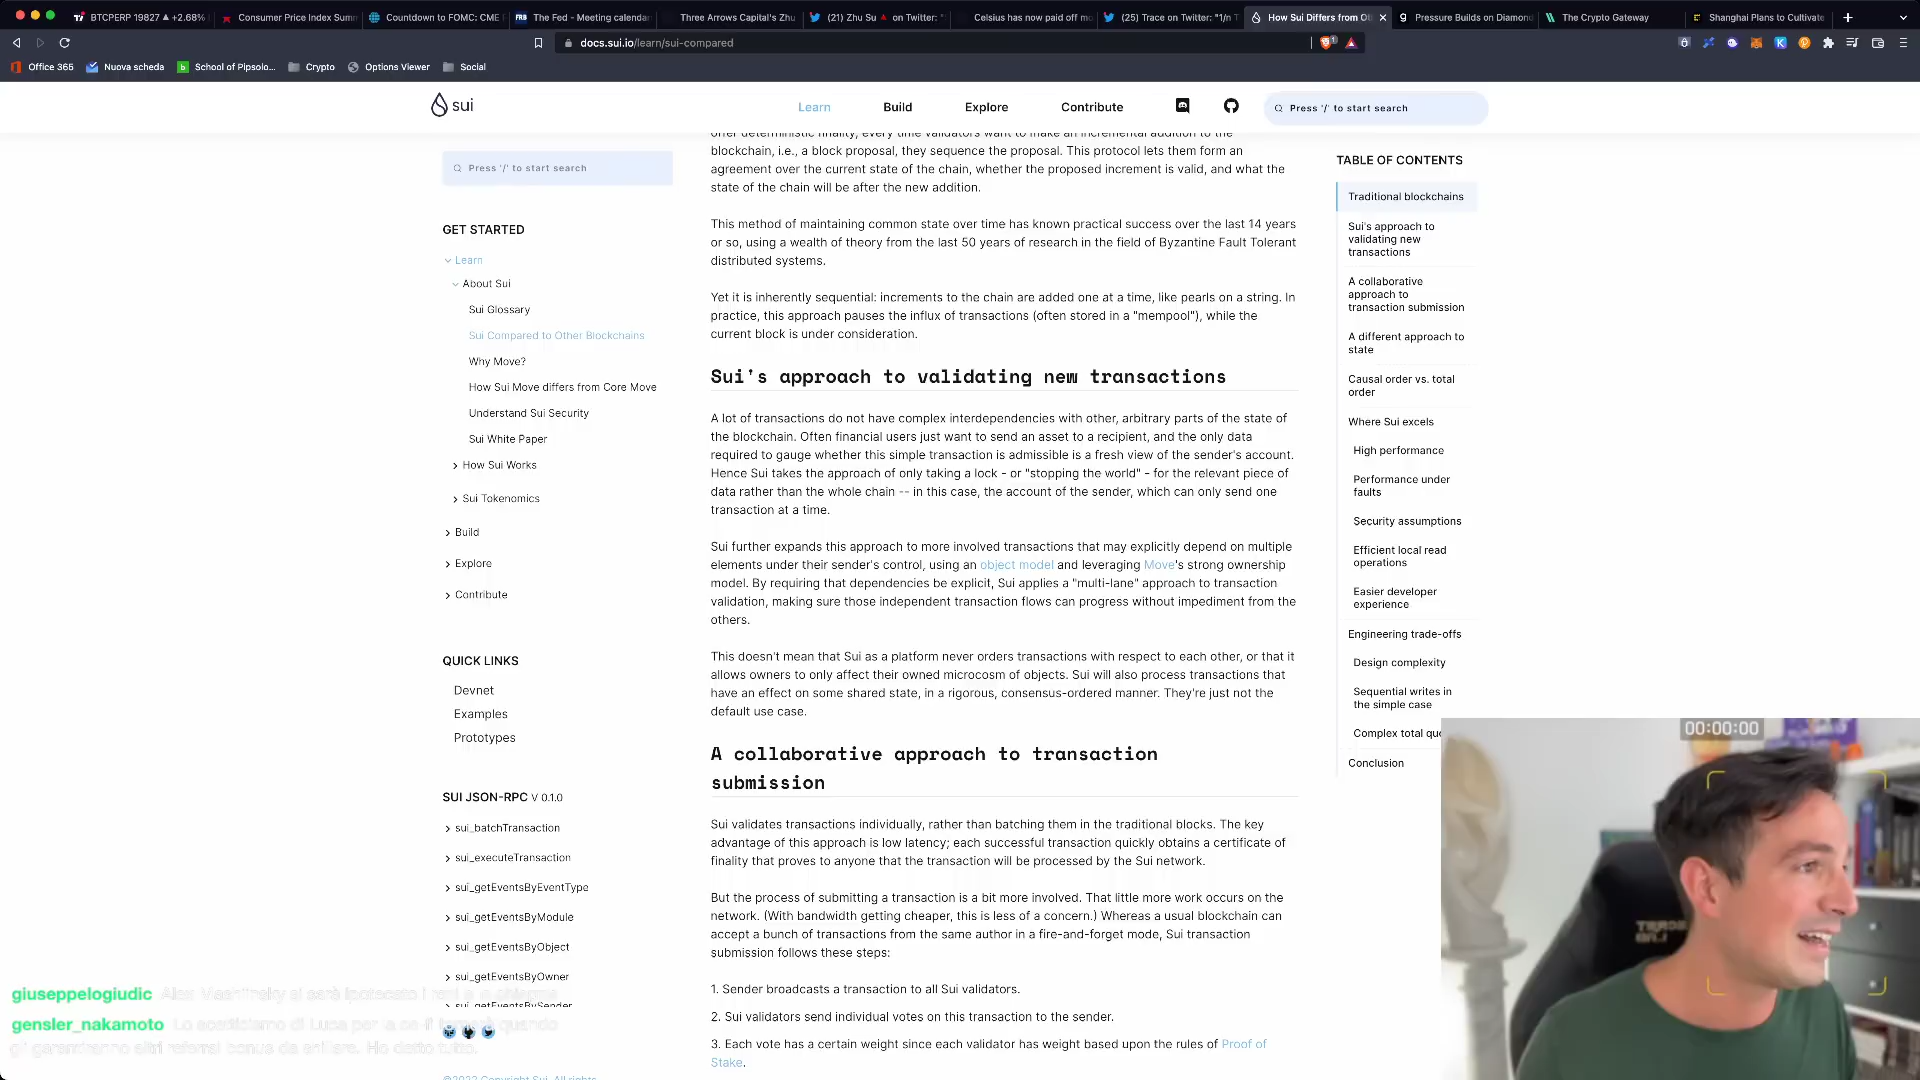 BTCPERP 19827 ▲ +2.68%
Consumer Price Index Summ
Countdown to FOMC: CME F
The Fed - Meeting calendar
Three Arrows Capital's Zhu
(21) Zhu Su 🔺 on Twitter: "
Celsius has now paid off mo
(25) Trace on Twitter: "1/n T
How Sui Differs from Ot
Pressure Builds on Diamond
The Crypto Gateway
Shanghai Plans to Cultivate
docs.sui.io/learn/sui-compared
Office 365
Nuova scheda
School of Pipsolo...
Crypto
Options Viewer
Social
sui
Learn
Build
Explore
Contribute
Press '/' to start search
Press '/' to start search
GET STARTED
Learn
About Sui
Sui Glossary
Sui Compared to Other Blockchains
Why Move?
How Sui Move differs from Core Move
Understand Sui Security
Sui White Paper
How Sui Works
Sui Tokenomics
Build
Explore
Contribute
QUICK LINKS
Devnet
Examples
Prototypes
SUI JSON-RPC V 0.1.0
sui_batchTransaction
sui_executeTransaction
sui_getEventsByEventType
sui_getEventsByModule
sui_getEventsByObject
sui_getEventsByOwner
sui_getEventsBySender
©2022 Copyright Sui. All rights
offer deterministic finality, every time validators want to make an incremental addition to the
blockchain, i.e., a block proposal, they sequence the proposal. This protocol lets them form an
agreement over the current state of the chain, whether the proposed increment is valid, and what the
state of the chain will be after the new addition.
This method of maintaining common state over time has known practical success over the last 14 years
or so, using a wealth of theory from the last 50 years of research in the field of Byzantine Fault Tolerant
distributed systems.
Yet it is inherently sequential: increments to the chain are added one at a time, like pearls on a string. In
practice, this approach pauses the influx of transactions (often stored in a "mempool"), while the
current block is under consideration.
Sui's approach to validating new transactions
A lot of transactions do not have complex interdependencies with other, arbitrary parts of the state of
the blockchain. Often financial users just want to send an asset to a recipient, and the only data
required to gauge whether this simple transaction is admissible is a fresh view of the sender's account.
Hence Sui takes the approach of only taking a lock - or "stopping the world" - for the relevant piece of
data rather than the whole chain -- in this case, the account of the sender, which can only send one
transaction at a time.
Sui further expands this approach to more involved transactions that may explicitly depend on multiple
elements under their sender's control, using an object model and leveraging Move's strong ownership
model. By requiring that dependencies be explicit, Sui applies a "multi-lane" approach to transaction
validation, making sure those independent transaction flows can progress without impediment from the
others.
This doesn't mean that Sui as a platform never orders transactions with respect to each other, or that it
allows owners to only affect their owned microcosm of objects. Sui will also process transactions that
have an effect on some shared state, in a rigorous, consensus-ordered manner. They're just not the
default use case.
A collaborative approach to transaction
submission
Sui validates transactions individually, rather than batching them in the traditional blocks. The key
advantage of this approach is low latency; each successful transaction quickly obtains a certificate of
finality that proves to anyone that the transaction will be processed by the Sui network.
But the process of submitting a transaction is a bit more involved. That little more work occurs on the
network. (With bandwidth getting cheaper, this is less of a concern.) Whereas a usual blockchain can
accept a bunch of transactions from the same author in a fire-and-forget mode, Sui transaction
submission follows these steps:
1. Sender broadcasts a transaction to all Sui validators.
2. Sui validators send individual votes on this transaction to the sender.
3. Each vote has a certain weight since each validator has weight based upon the rules of Proof of
Stake.
TABLE OF CONTENTS
Traditional blockchains
Sui's approach to
validating new
transactions
A collaborative
approach to
transaction submission
A different approach to
state
Causal order vs. total
order
Where Sui excels
High performance
Performance under
faults
Security assumptions
Efficient local read
operations
Easier developer
experience
Engineering trade-offs
Design complexity
Sequential writes in
the simple case
Complex total que
Conclusion
00:00:00
giuseppelogiudic Alex Mashinsky si sarà ipotecato i
gensler_nakamoto Lo scetticismo di Luca per la ce-fi quando
gli garantiranno altri referral bonus da shillare. Ho detto tutto.